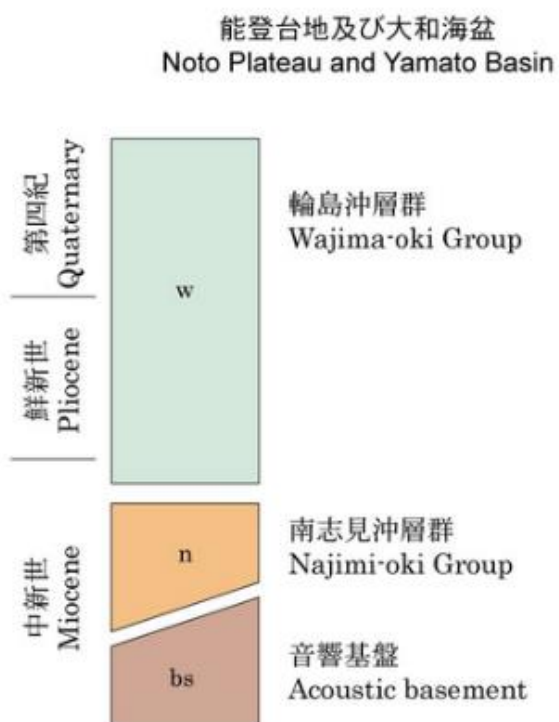 能登台地及び大和海盆
Noto Plateau and Yamato Basin
第四紀
Quaternary
鮮新世
Pliocene
中新世
Miocene
w
輪島沖層群
Wajima-oki Group
n
南志見沖層群
Najimi-oki Group
bs
音響基盤
Acoustic basement